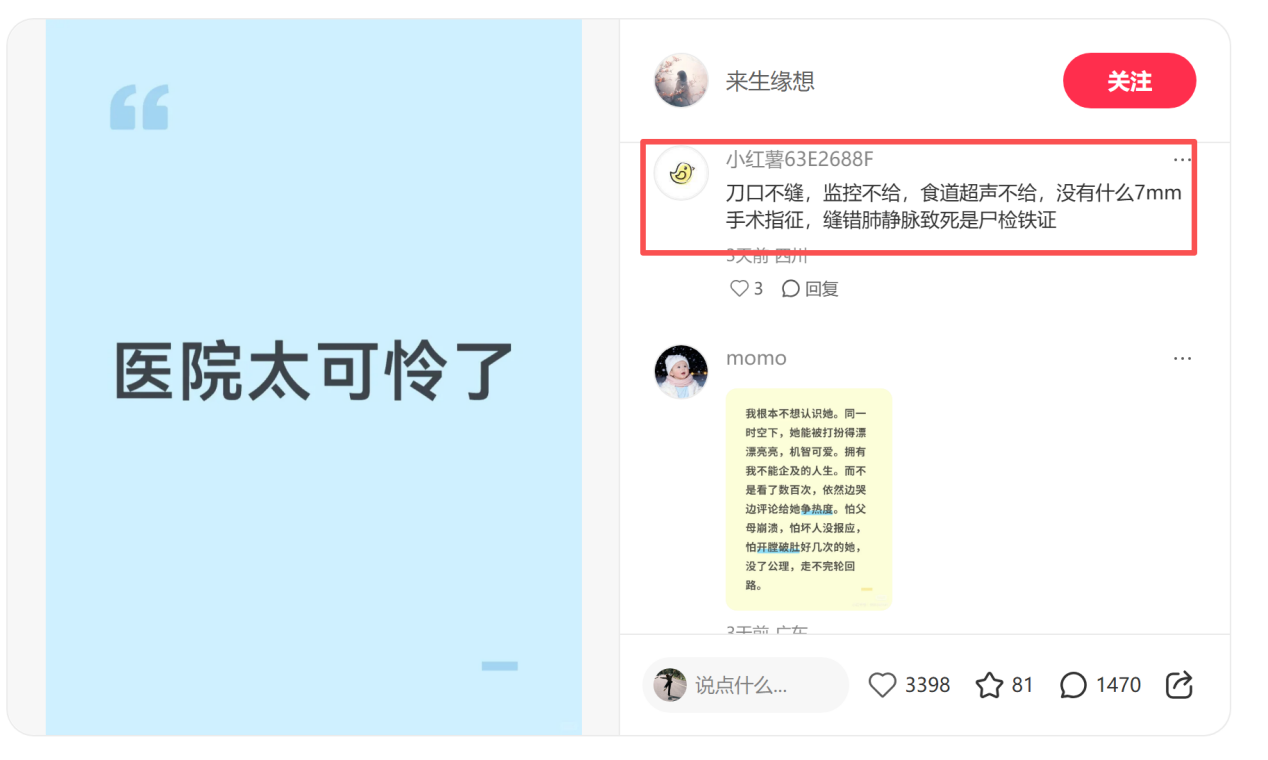 医院太可怜了
来生缘想
关注
小红薯63E2688F
刀口不缝，监控不给，食道超声不给，没有什么7mm
手术指征，缝错肺静脉致死是尸检铁证
3天前 四川
3
回复
momo
我根本不想认识她。同一
时空下，她能被打扮得漂
漂亮亮，机智可爱。拥有
我不能企及的人生。而不
是看了数百次，依然边哭
边评论给她争热度。怕父
母崩溃，怕坏人没报应，
怕开膛破肚好几次的她，
没了公理，走不完轮回
路。
3天前 广东
说点什么...
3398
81
1470